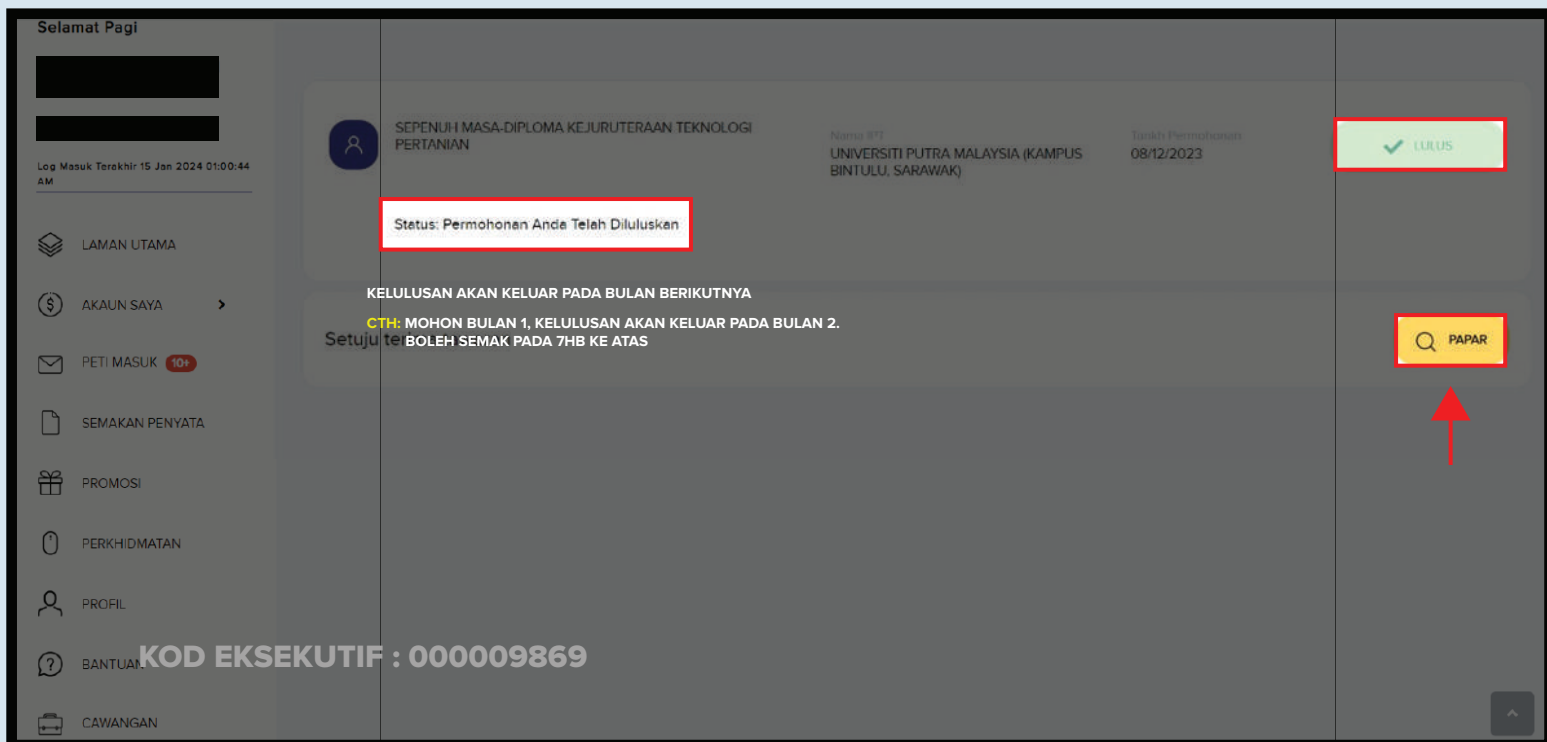 Selamat Pagi
Log Masuk Terakhir 15 Jan 2024 01:00:44
AM
LAMAN UTAMA
AKAUN SAYA
PETI MASUK 10+
SEMAKAN PENYATA
PROMOSI
PERKHIDMATAN
PROFIL
BANTUAN
CAWANGAN
SEPENUH MASA-DIPLOMA KEJURUTERAAN TEKNOLOGI
PERTANIAN
Nama IPT
UNIVERSITI PUTRA MALAYSIA (KAMPUS
BINTULU, SARAWAK)
Tarikh Permohonan
08/12/2023
LULUS
Status: Permohonan Anda Telah Diluluskan
KELULUSAN AKAN KELUAR PADA BULAN BERIKUTNYA
CTH: MOHON BULAN 1, KELULUSAN AKAN KELUAR PADA BULAN 2.
BOLEH SEMAK PADA 7HB KE ATAS
Setuju
PAPAR
KOD EKSEKUTIF : 000009869